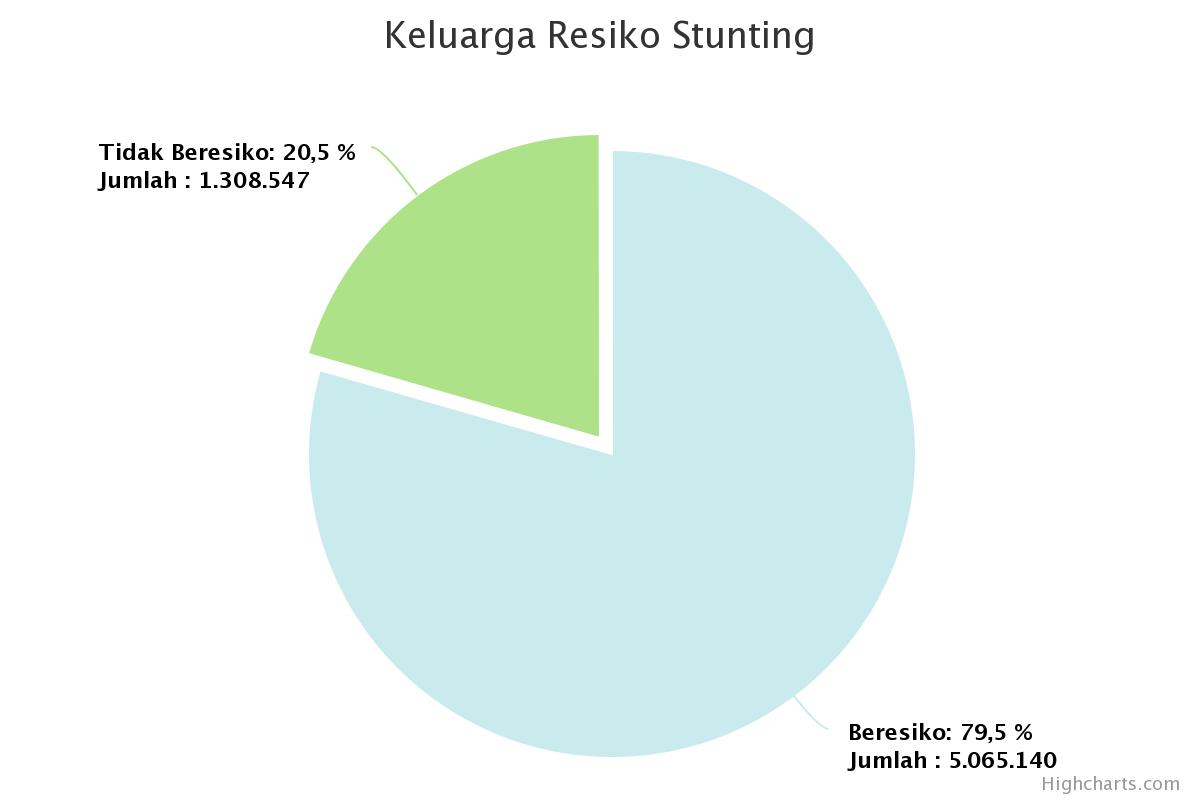 Keluarga Resiko Stunting
Tidak Beresiko: 20,5 %
Jumlah : 1.308.547
Beresiko: 79,5 %
Jumlah : 5.065.140
Highcharts.com